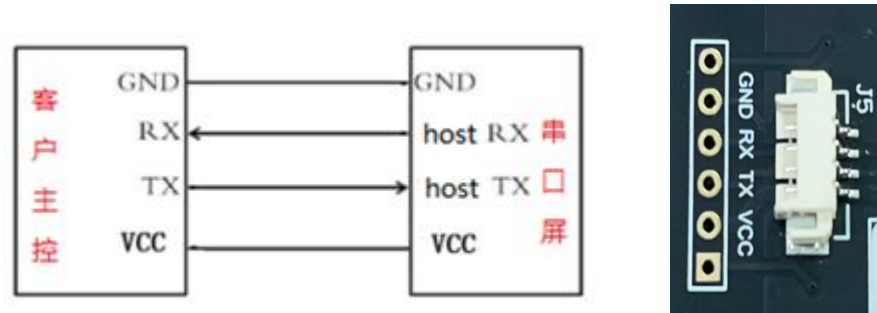 客户主控
GND
RX
TX
VCC
GND
host RX
host TX
VCC
串口屏
GND RX TX VCC
J5